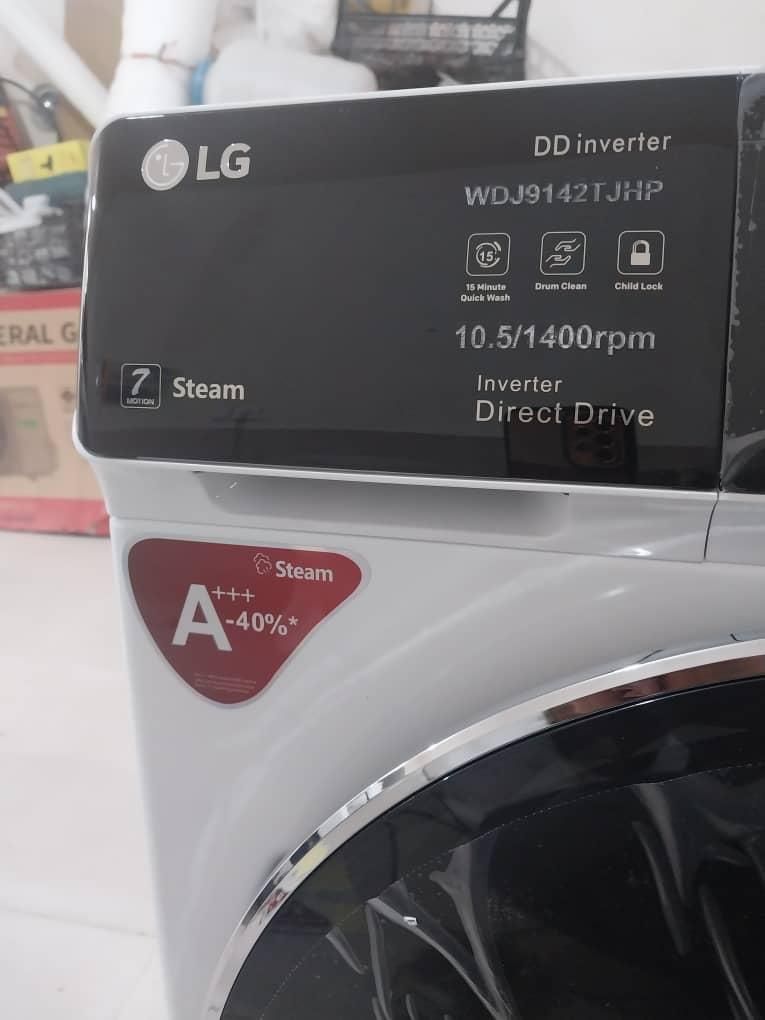 LG
DD inverter
WDJ9142TJHP
15
15 Minute
Quick Wash
Drum Clean
Child Lock
10.5/1400rpm
7
MOTION
Steam
Inverter
Direct Drive
ERAL G
Steam
A+++
-40%*